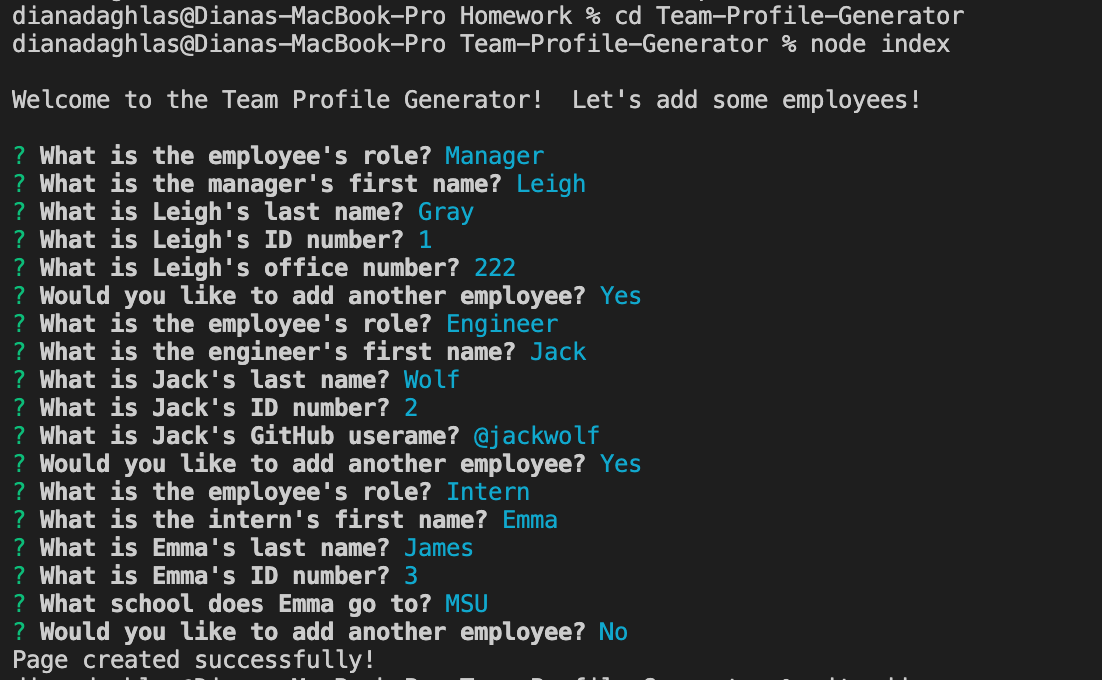 dianadaghlas@Dianas-MacBook-Pro Homework % cd Team-Profile-Generator
dianadaghlas@Dianas-MacBook-Pro Team-Profile-Generator % node index
Welcome to the Team Profile Generator!  Let's add some employees!
? What is the employee's role? Manager
? What is the manager's first name? Leigh
? What is Leigh's last name? Gray
? What is Leigh's ID number? 1
? What is Leigh's office number? 222
? Would you like to add another employee? Yes
? What is the employee's role? Engineer
? What is the engineer's first name? Jack
? What is Jack's last name? Wolf
? What is Jack's ID number? 2
? What is Jack's GitHub userame? @jackwolf
? Would you like to add another employee? Yes
? What is the employee's role? Intern
? What is the intern's first name? Emma
? What is Emma's last name? James
? What is Emma's ID number? 3
? What school does Emma go to? MSU
? Would you like to add another employee? No
Page created successfully!